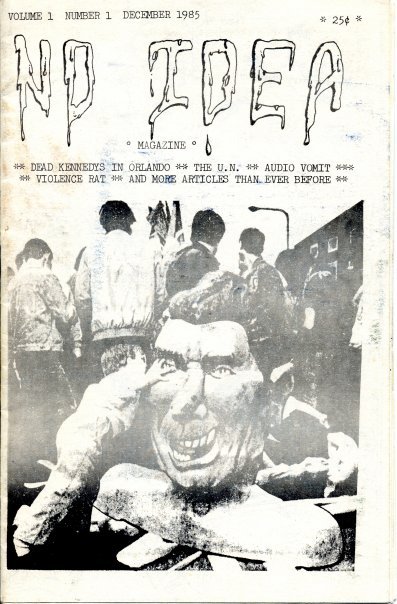 VOLUME 1 NUMBER 1 DECEMBER 1985
* 25¢ *
NO IDEA
° MAGAZINE °
** DEAD KENNEDYS IN ORLANDO ** THE U.N. ** AUDIO VOMIT ***
** VIOLENCE RAT ** AND MORE ARTICLES THAN EVER BEFORE **